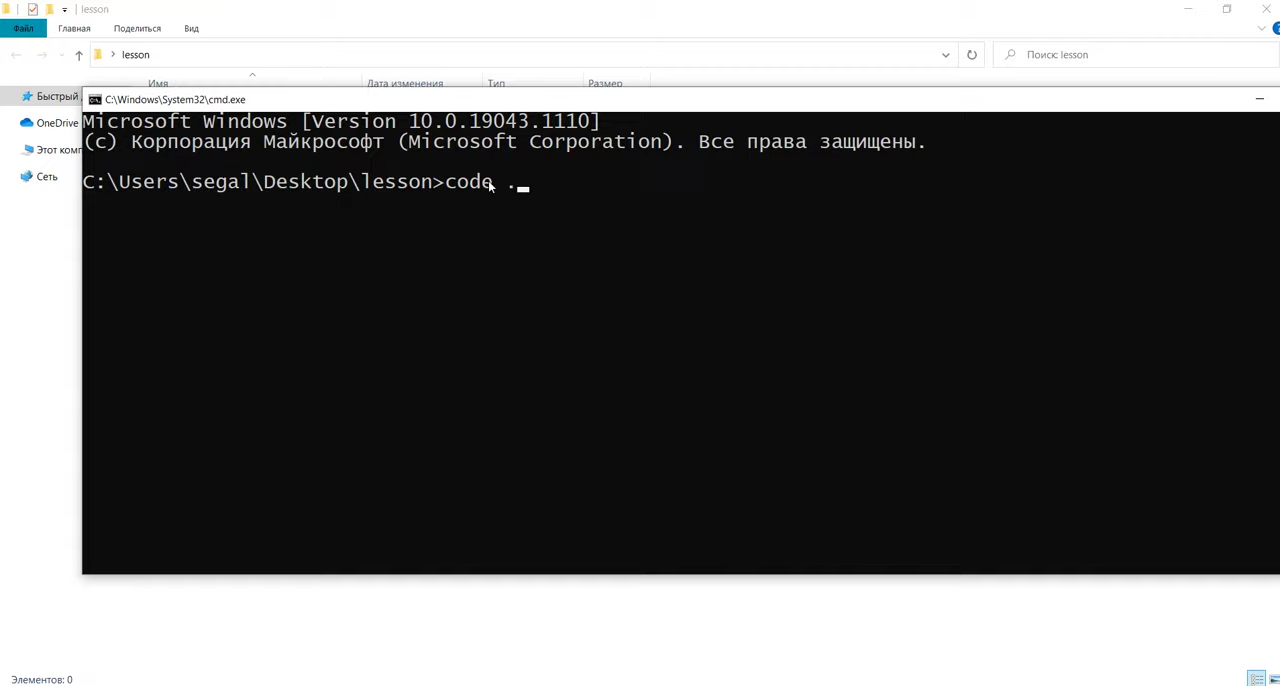 lesson
Файл Главная Поделиться Вид
lesson
Поиск: lesson
Имя Дата изменения Тип Размер
Быстрый
C:\Windows\System32\cmd.exe
OneDrive
Microsoft Windows [Version 10.0.19043.1110]
(c) Корпорация Майкрософт (Microsoft Corporation). Все права защищены.
Этот комп
Сеть
C:\Users\segal\Desktop\lesson>code .
Элементов: 0